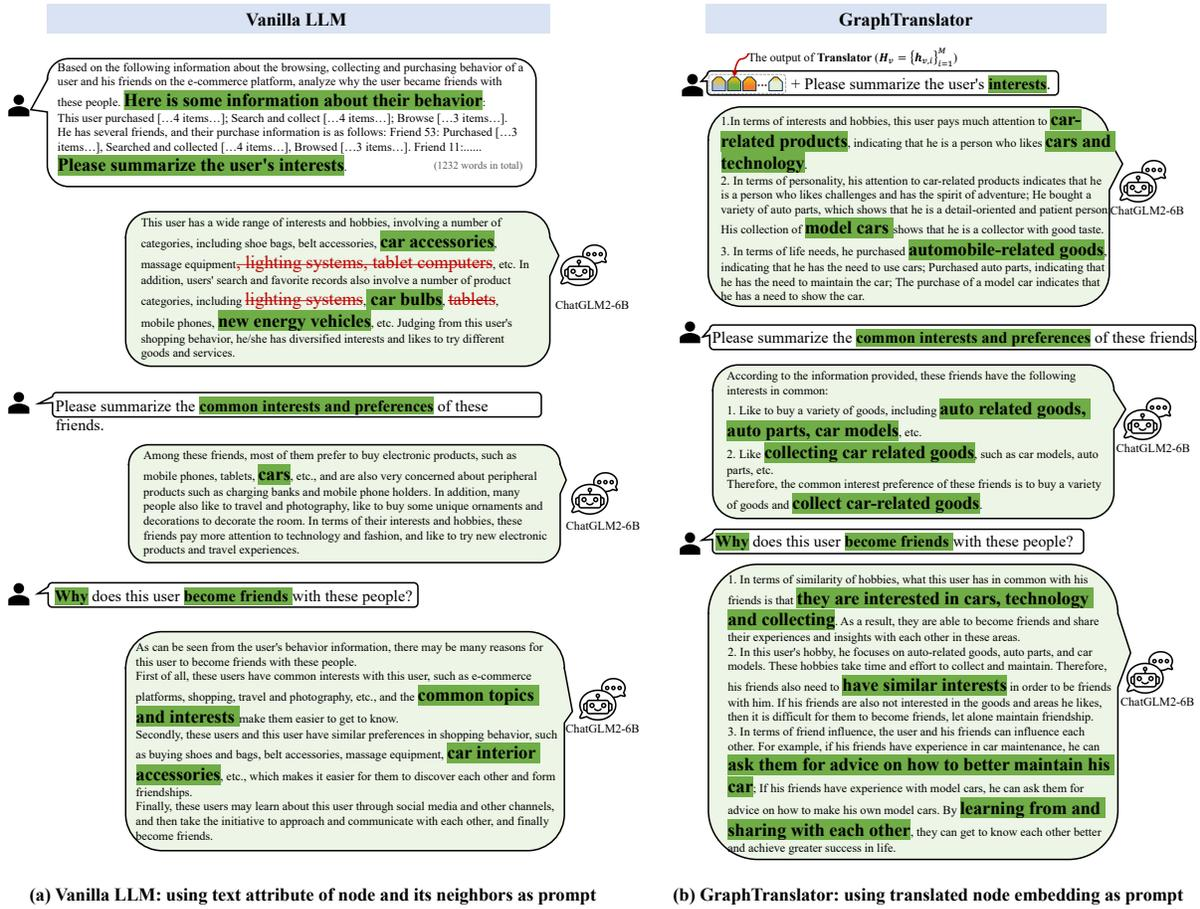 Vanilla LLM
Based on the following information about the browsing, collecting and purchasing behavior of a
user and his friends on the e-commerce platform, analyze why the user became friends with
these people. Here is some information about their behavior:
This user purchased […4 items…]; Search and collect […4 items…]; Browse […3 items…].
He has several friends, and their purchase information is as follows: Friend 53: Purchased […3
items…], Searched and collected […4 items…], Browsed […3 items…]. Friend 11:......
Please summarize the user's interests.
(1232 words in total)
This user has a wide range of interests and hobbies, involving a number of
categories, including shoe bags, belt accessories, car accessories,
massage equipment, lighting systems, tablet computers, etc. In
addition, users' search and favorite records also involve a number of product
categories, including lighting systems, car bulbs, tablets,
mobile phones, new energy vehicles, etc. Judging from this user's
shopping behavior, he/she has diversified interests and likes to try different
goods and services.
ChatGLM2-6B
Please summarize the common interests and preferences of these
friends.
Among these friends, most of them prefer to buy electronic products, such as
mobile phones, tablets, cars, etc., and are also very concerned about peripheral
products such as charging banks and mobile phone holders. In addition, many
people also like to travel and photography, like to buy some unique ornaments and
decorations to decorate the room. In terms of their interests and hobbies, these
friends pay more attention to technology and fashion, and like to try new electronic
products and travel experiences.
ChatGLM2-6B
Why does this user become friends with these people?
As can be seen from the user's behavior information, there may be many reasons for
this user to become friends with these people.
First of all, these users have common interests with this user, such as e-commerce
platforms, shopping, travel and photography, etc., and the common topics
and interests make them easier to get to know.
Secondly, these users and this user have similar preferences in shopping behavior, such
as buying shoes and bags, belt accessories, massage equipment, car interior
accessories, etc., which makes it easier for them to discover each other and form
friendships.
Finally, these users may learn about this user through social media and other channels,
and then take the initiative to approach and communicate with each other, and finally
become friends.
ChatGLM2-6B
(a) Vanilla LLM: using text attribute of node and its neighbors as prompt
GraphTranslator
The output of Translator (H_v = {h_{v,i}}_{i=1}^M)
... + Please summarize the user's interests.
1.In terms of interests and hobbies, this user pays much attention to car-
related products, indicating that he is a person who likes cars and
technology.
2. In terms of personality, his attention to car-related products indicates that he
is a person who likes challenges and has the spirit of adventure; He bought a
variety of auto parts, which shows that he is a detail-oriented and patient person
His collection of model cars shows that he is a collector with good taste.
3. In terms of life needs, he purchased automobile-related goods,
indicating that he has the need to use cars; Purchased auto parts, indicating that
he has the need to maintain the car; The purchase of a model car indicates that
he has a need to show the car.
ChatGLM2-6B
Please summarize the common interests and preferences of these friends.
According to the information provided, these friends have the following
interests in common:
1. Like to buy a variety of goods, including auto related goods,
auto parts, car models, etc.
2. Like collecting car related goods, such as car models, auto
parts, etc.
Therefore, the common interest preference of these friends is to buy a variety
of goods and collect car-related goods.
ChatGLM2-6B
Why does this user become friends with these people?
1. In terms of similarity of hobbies, what this user has in common with his
friends is that they are interested in cars, technology
and collecting. As a result, they are able to become friends and share
their experiences and insights with each other in these areas.
2. In this user's hobby, he focuses on auto-related goods, auto parts, and car
models. These hobbies take time and effort to collect and maintain. Therefore,
his friends also need to have similar interests in order to be friends
with him. If his friends are also not interested in the goods and areas he likes,
then it is difficult for them to become friends, let alone maintain friendship.
3. In terms of friend influence, the user and his friends can influence each
other. For example, if his friends have experience in car maintenance, he can
ask them for advice on how to better maintain his
car; If his friends have experience with model cars, he can ask them for
advice on how to make his own model cars. By learning from and
sharing with each other, they can get to know each other better
and achieve greater success in life.
ChatGLM2-6B
(b) GraphTranslator: using translated node embedding as prompt